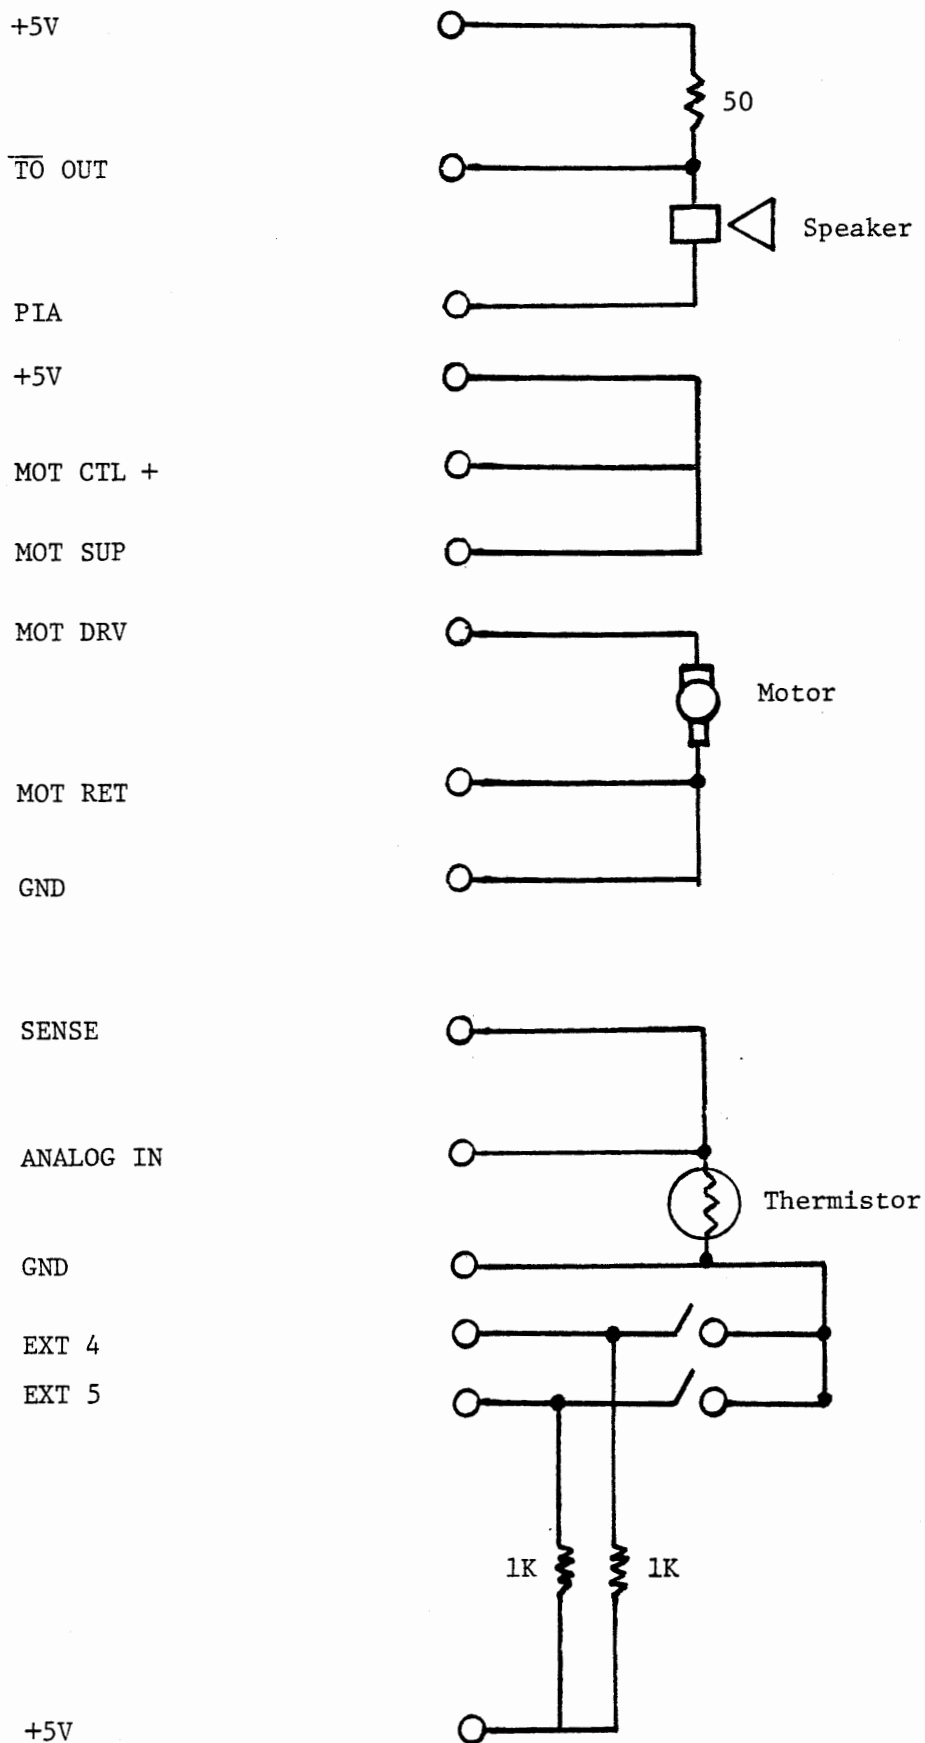 +5V
50
T̅O̅ OUT
Speaker
PIA
+5V
MOT CTL +
MOT SUP
MOT DRV
Motor
MOT RET
GND
SENSE
ANALOG IN
Thermistor
GND
EXT 4
EXT 5
1K 1K
+5V